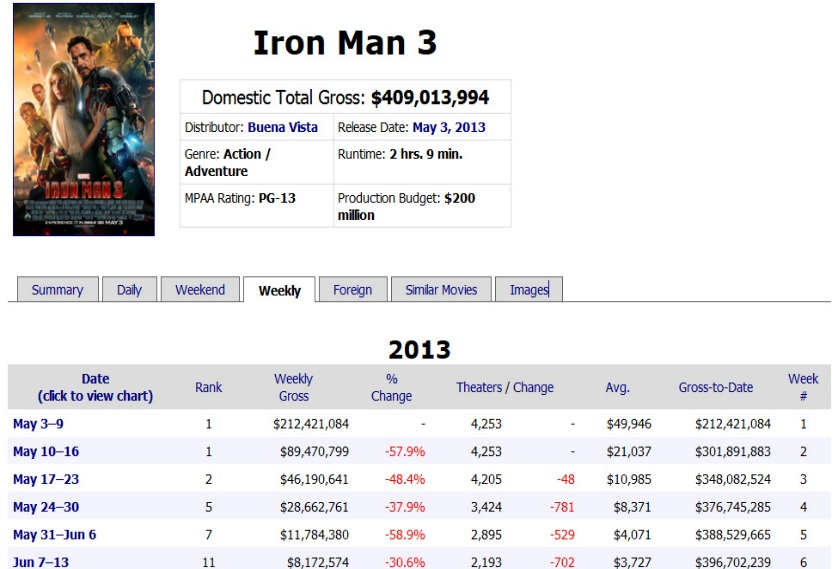 MARVEL
IRON MAN 3
EXPERIENCE IT IN IMAX 3D MAY 3
Iron Man 3
Domestic Total Gross: $409,013,994
Distributor: Buena Vista Release Date: May 3, 2013
Genre: Action / Runtime: 2 hrs. 9 min.
Adventure
MPAA Rating: PG-13 Production Budget: $200
million
Summary Daily Weekend Weekly Foreign Similar Movies Images
2013
Date Rank Weekly % Theaters / Change Avg. Gross-to-Date Week
(click to view chart) Gross Change #
May 3–9 1 $212,421,084 - 4,253 - $49,946 $212,421,084 1
May 10–16 1 $89,470,799 -57.9% 4,253 - $21,037 $301,891,883 2
May 17–23 2 $46,190,641 -48.4% 4,205 -48 $10,985 $348,082,524 3
May 24–30 5 $28,662,761 -37.9% 3,424 -781 $8,371 $376,745,285 4
May 31–Jun 6 7 $11,784,380 -58.9% 2,895 -529 $4,071 $388,529,665 5
Jun 7–13 11 $8,172,574 -30.6% 2,193 -702 $3,727 $396,702,239 6